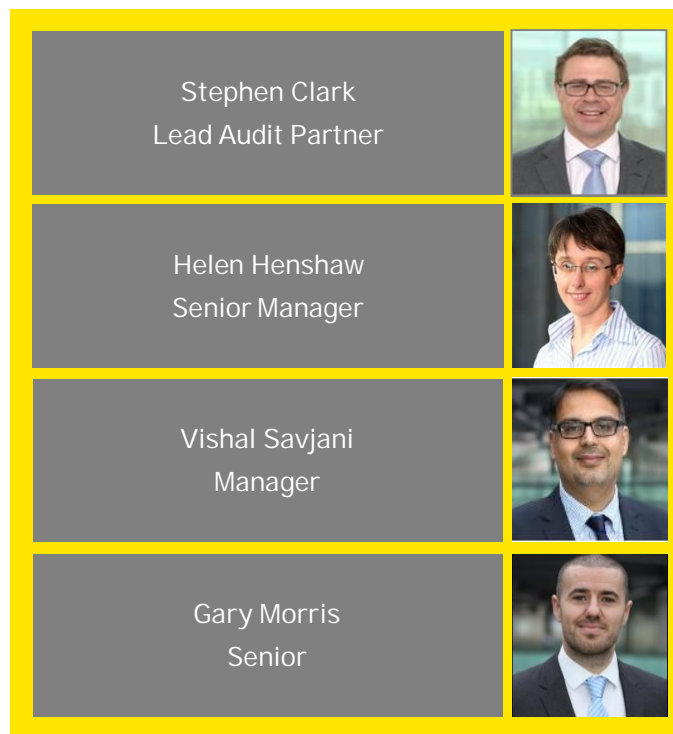 Stephen Clark
Lead Audit Partner
Helen Henshaw
Senior Manager
Vishal Savjani
Manager
Gary Morris
Senior